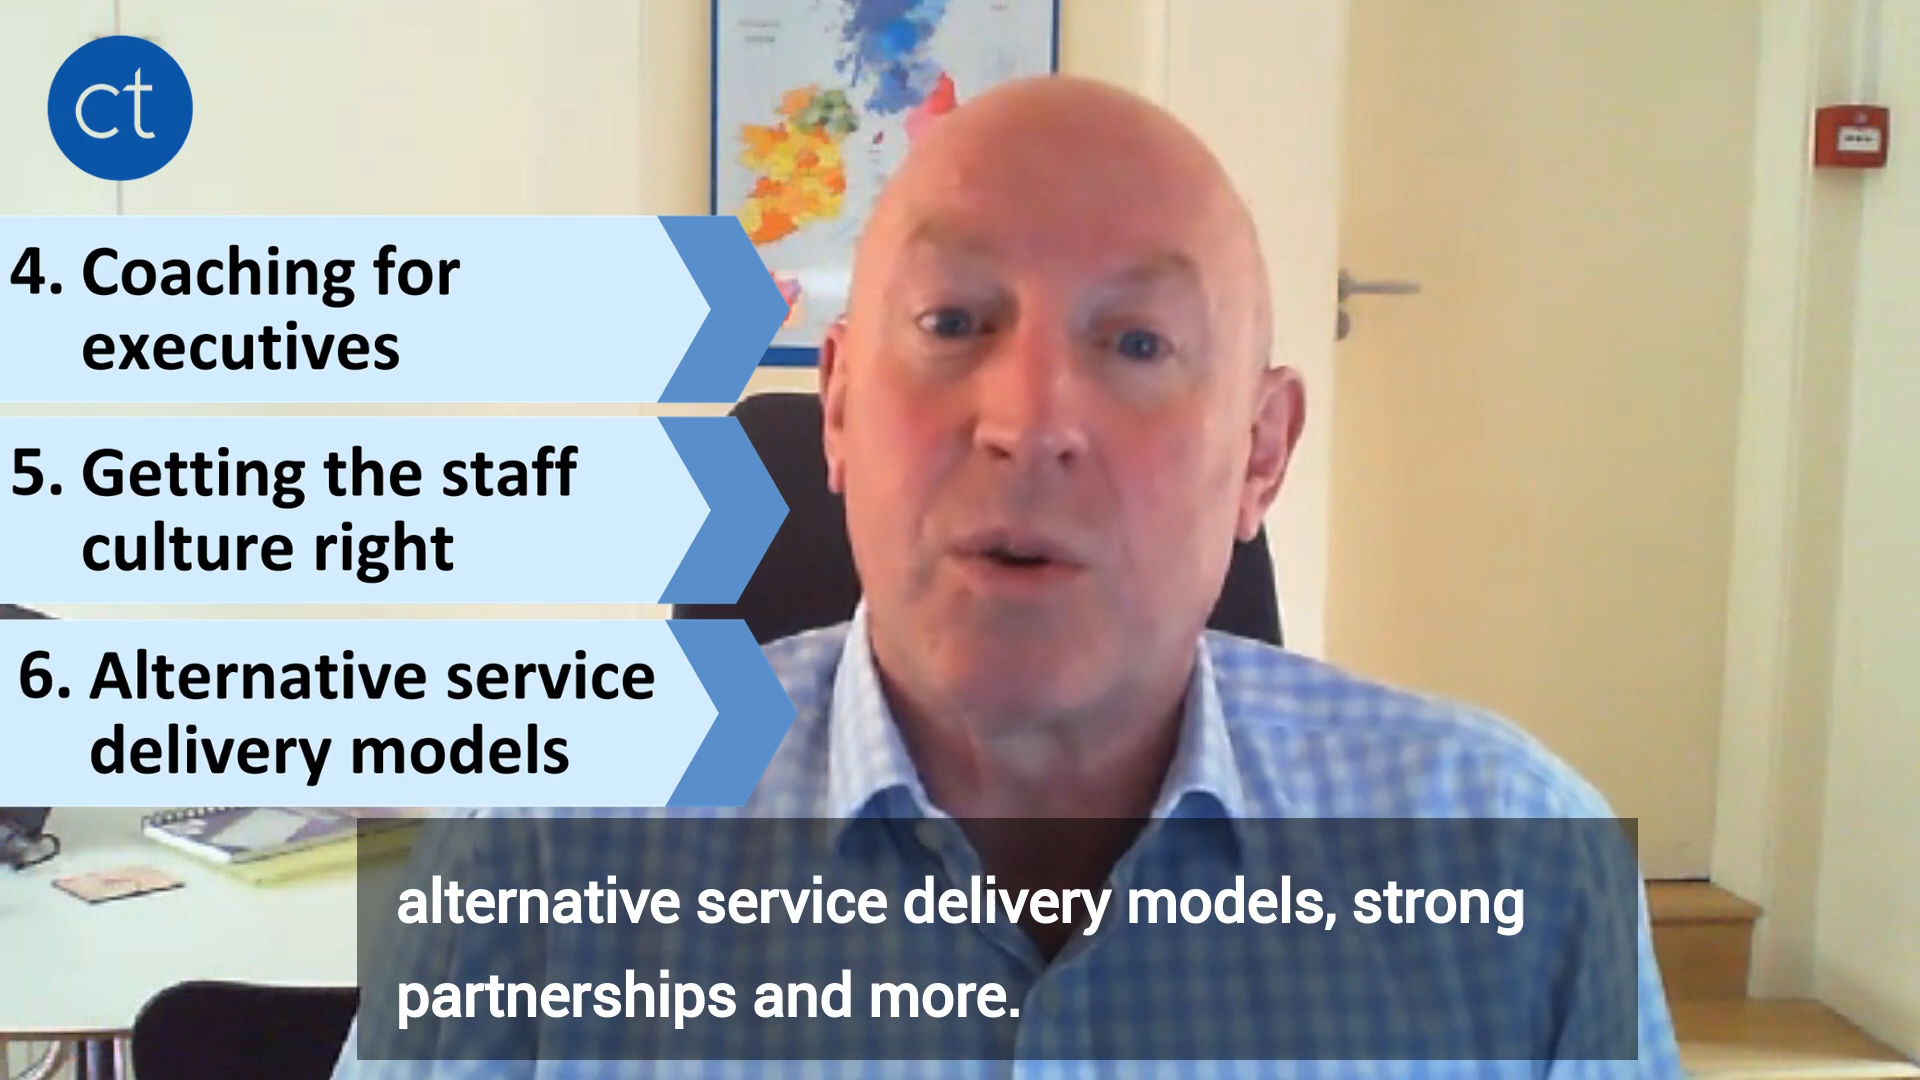 ct
4. Coaching for
executives
5. Getting the staff
culture right
6. Alternative service
delivery models
alternative service delivery models, strong
partnerships and more.